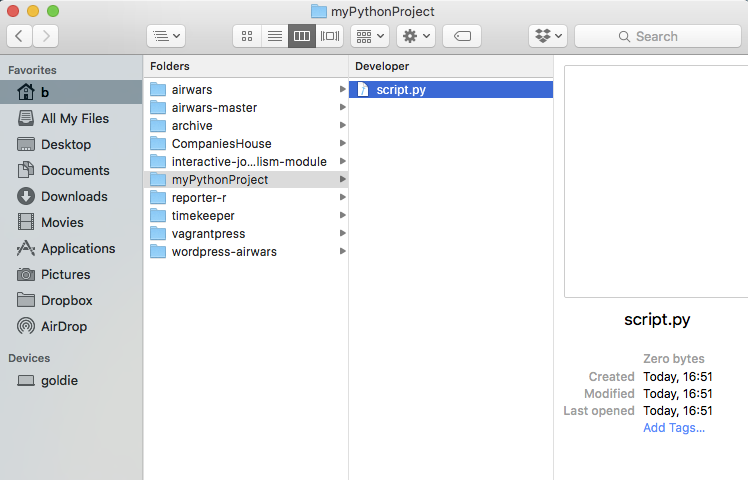 myPythonProject
Search
Favorites
b
All My Files
Desktop
Documents
Downloads
Movies
Applications
Pictures
Dropbox
AirDrop
Devices
goldie
Folders
airwars
airwars-master
archive
CompaniesHouse
interactive-jo...lism-module
myPythonProject
reporter-r
timekeeper
vagrantpress
wordpress-airwars
Developer
script.py
script.py
Zero bytes
Created Today, 16:51
Modified Today, 16:51
Last opened Today, 16:51
Add Tags...